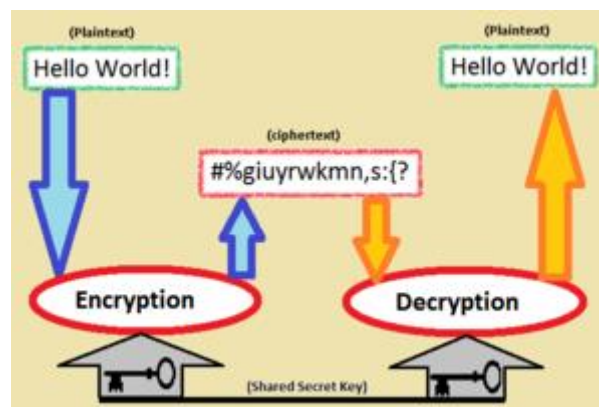 (Plaintext)
(Plaintext)
Hello World!
Hello World!
(ciphertext)
#%giuyrwkmn,s:{?
Encryption
Decryption
(Shared Secret Key)